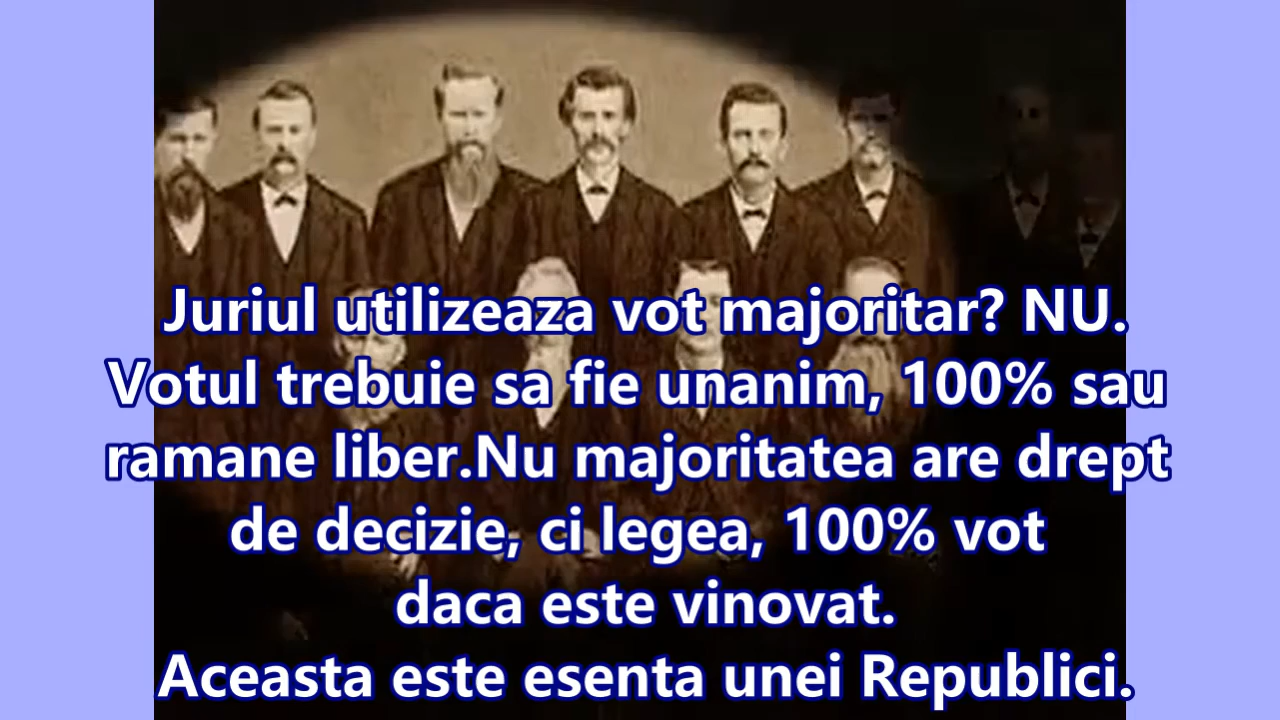 Juriul utilizeaza vot majoritar? NU.
Votul trebuie sa fie unanim, 100% sau
ramane liber.Nu majoritatea are drept
de decizie, ci legea, 100% vot
daca este vinovat.
Aceasta este esenta unei Republici.